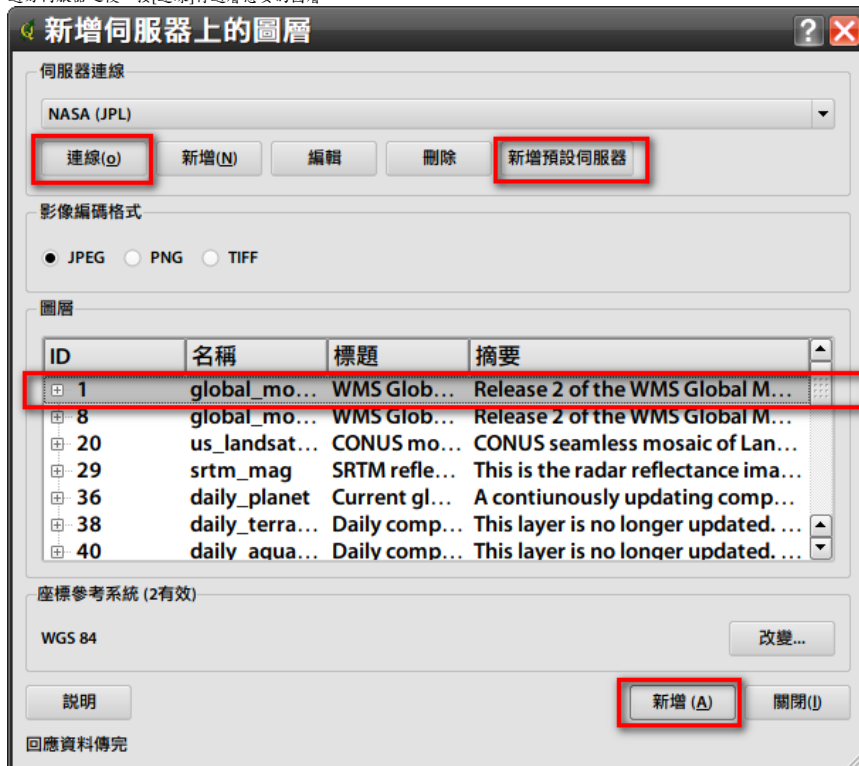 新增伺服器上的圖層
伺服器連線
NASA (JPL)
連線(o) 新增(N) 編輯 刪除 新增預設伺服器
影像編碼格式
JPEG PNG TIFF
圖層
ID 名稱 標題 摘要
1 global_mo... WMS Glob... Release 2 of the WMS Global M...
8 global_mo... WMS Glob... Release 2 of the WMS Global M...
20 us_landsat... CONUS mo... CONUS seamless mosaic of Lan...
29 srtm_mag SRTM refle... This is the radar reflectance ima...
36 daily_planet Current gl... A contiunously updating comp...
38 daily_terra... Daily comp... This layer is no longer updated. ...
40 daily_aqua... Daily comp... This layer is no longer updated. ...
座標參考系統 (2有效)
WGS 84 改變...
説明 新增 (A) 關閉(l)
回應資料傳完